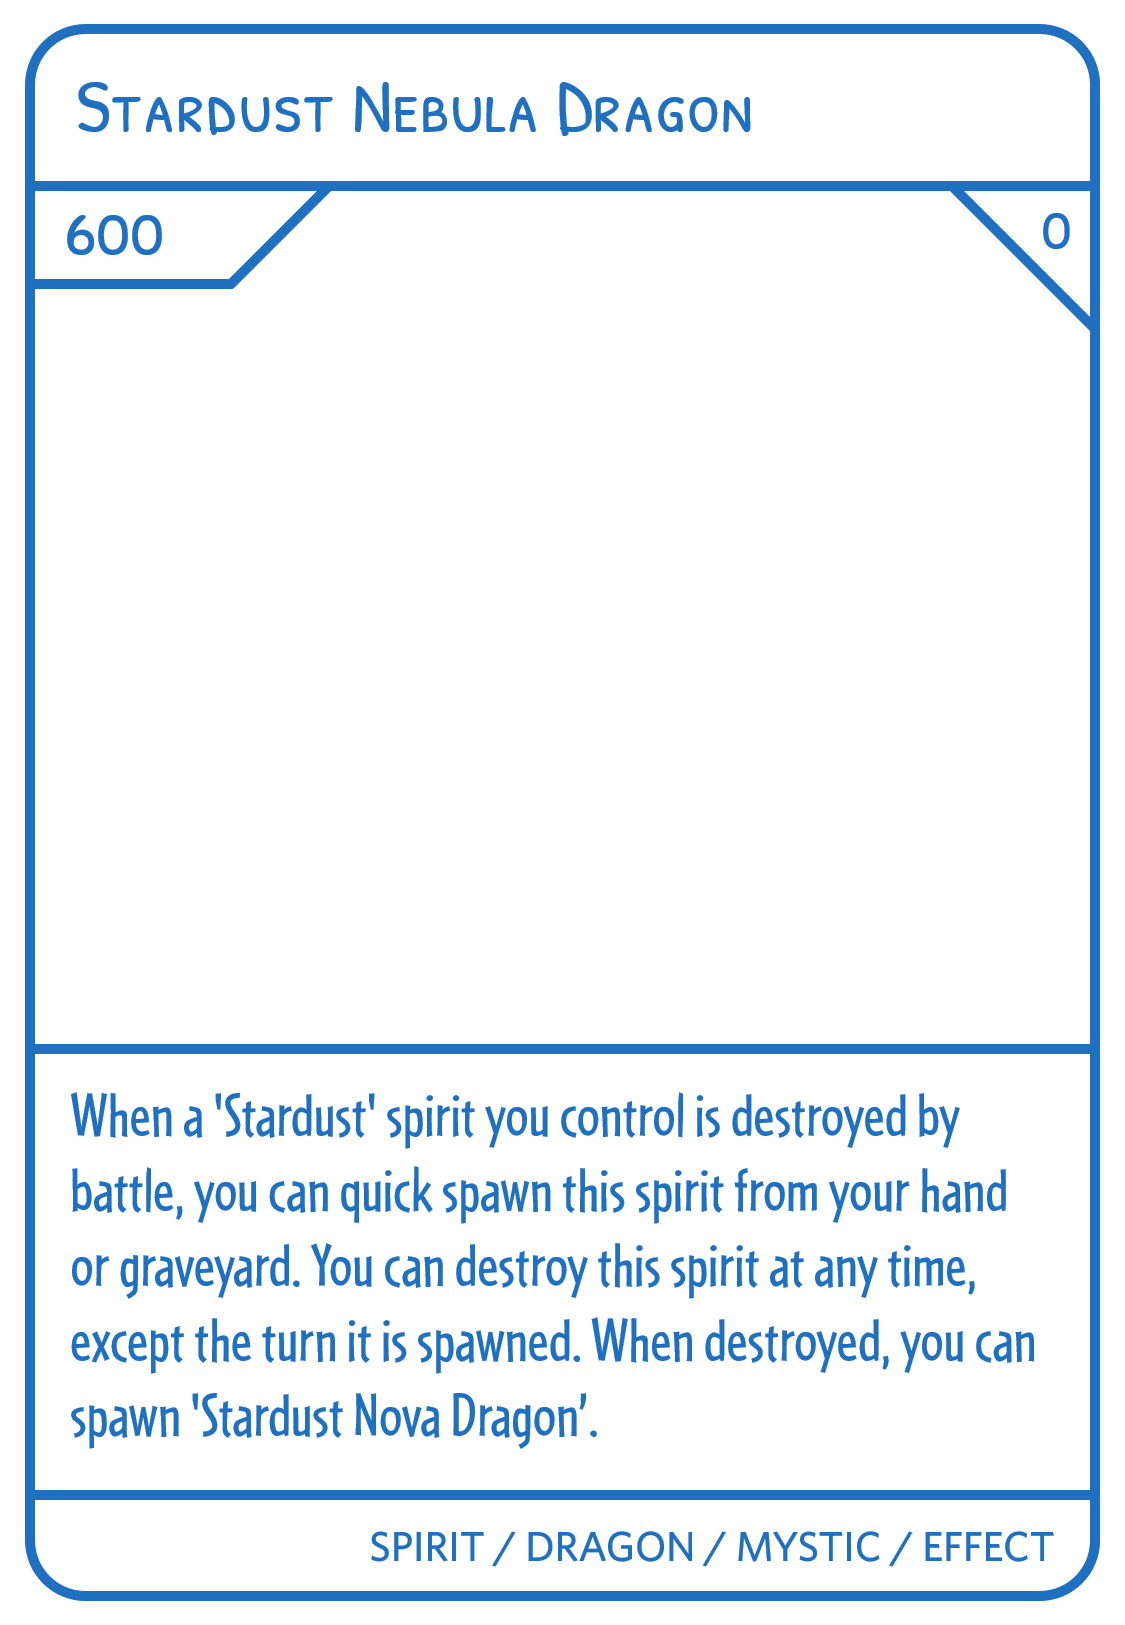 Stardust Nebula Dragon
600
0
When a 'Stardust' spirit you control is destroyed by
battle, you can quick spawn this spirit from your hand
or graveyard. You can destroy this spirit at any time,
except the turn it is spawned. When destroyed, you can
spawn 'Stardust Nova Dragon’.
SPIRIT / DRAGON / MYSTIC / EFFECT